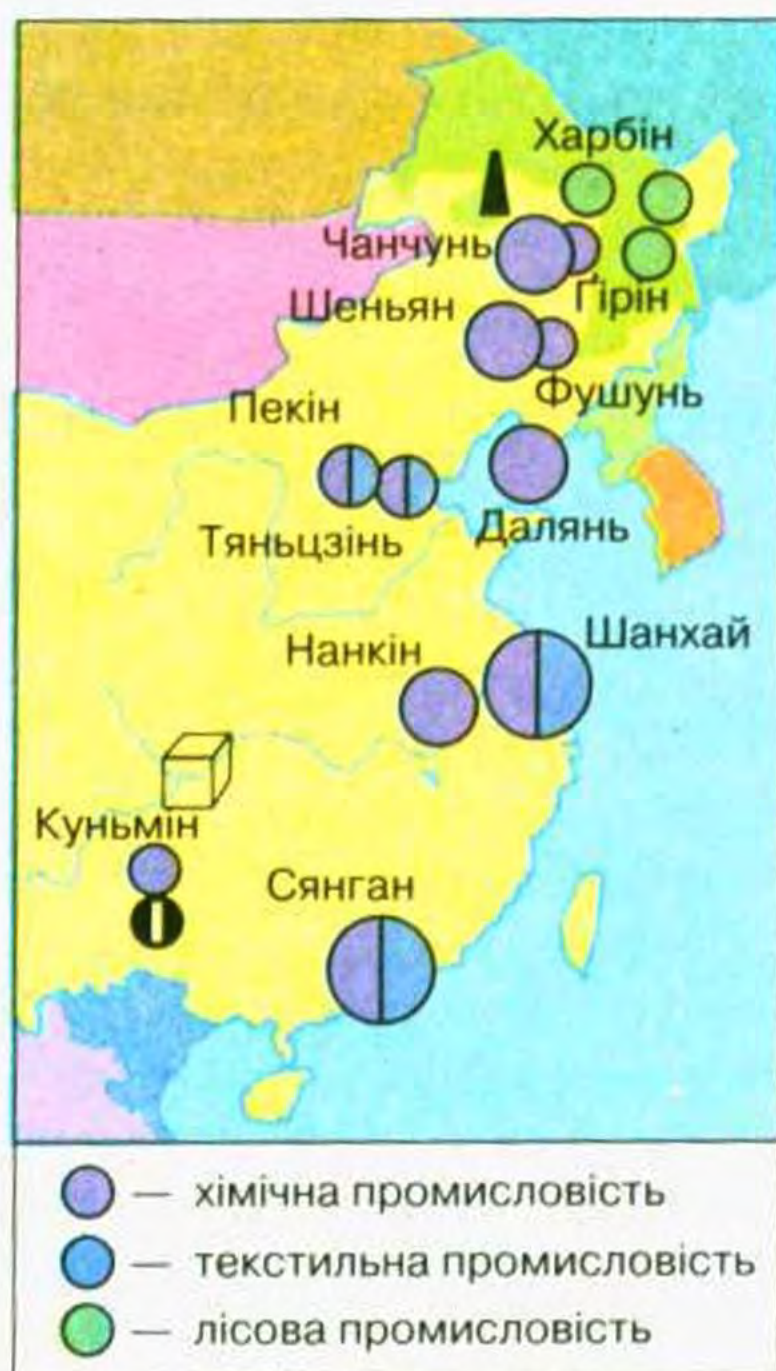 Харбін
Чанчунь
Ґірін
Шеньян
Фушунь
Пекін
Тяньцзінь
Далянь
Нанкін
Шанхай
Куньмін
Сянган
— хімічна промисловість
— текстильна промисловість
— лісова промисловість